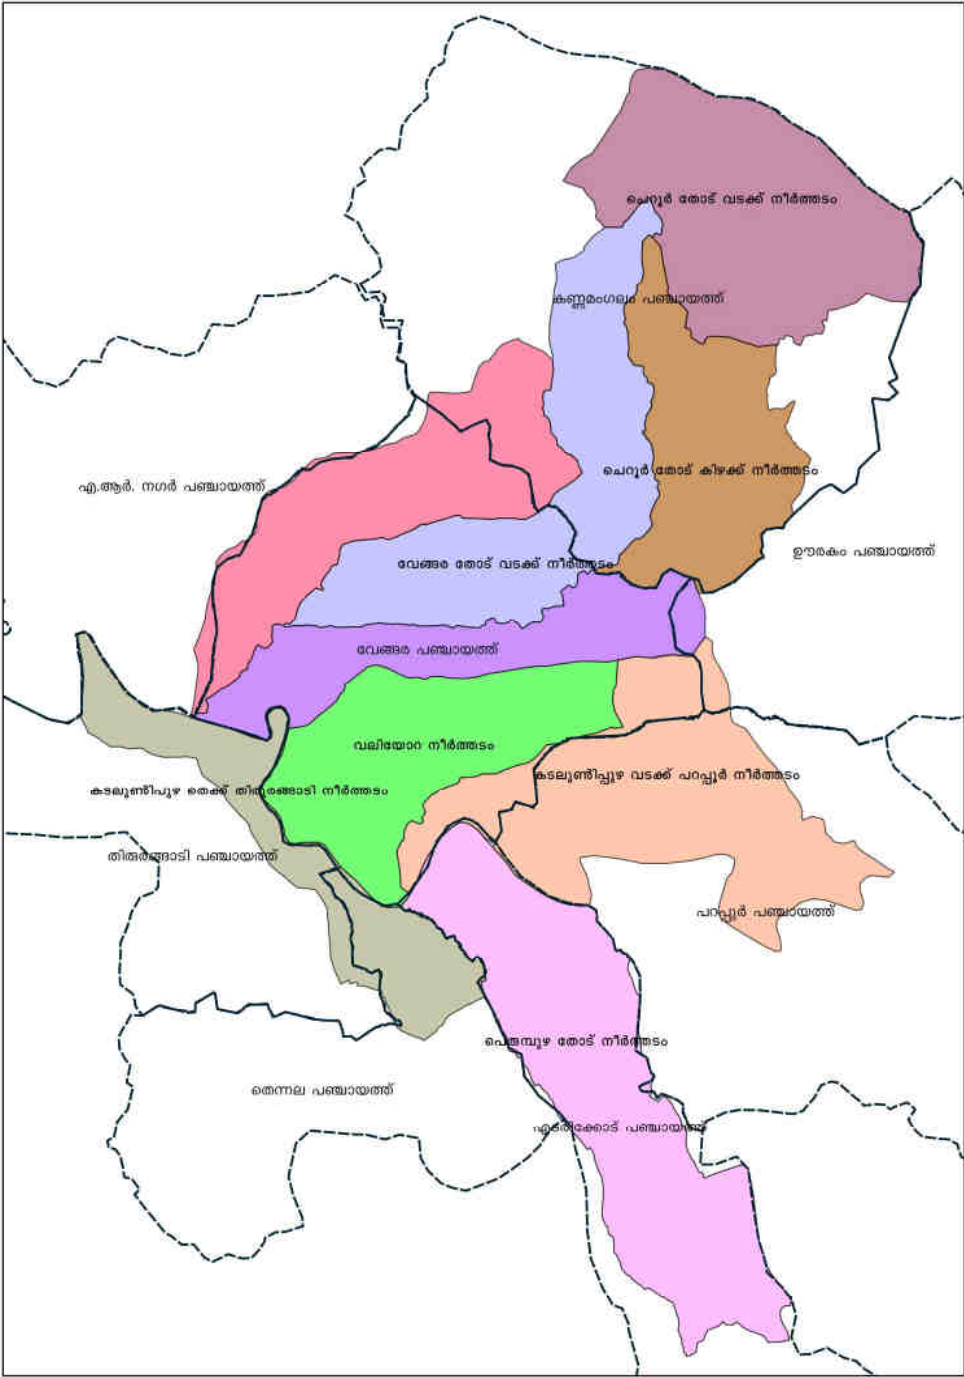 ചെറൂർ തോട് വടക്ക് നീർത്തടം
കണ്ണമംഗലം പഞ്ചായത്ത്
ചെറൂർ തോട് കിഴക്ക് നീർത്തടം
എ.ആർ. നഗർ പഞ്ചായത്ത്
ഊരകം പഞ്ചായത്ത്
വേങ്ങര തോട് വടക്ക് നീർത്തടം
വേങ്ങര പഞ്ചായത്ത്
വലിയോറ നീർത്തടം
കടലുണ്ടിപ്പുഴ വടക്ക് പറപ്പൂർ നീർത്തടം
കടലുണ്ടിപുഴ തെക്ക് തിരുരങ്ങാടി നീർത്തടം
തിരുരങ്ങാടി പഞ്ചായത്ത്
പറപ്പൂർ പഞ്ചായത്ത്
പെരുമ്പുഴ തോട് നീർത്തടം
തെന്നല പഞ്ചായത്ത്
എടരിക്കോട് പഞ്ചായത്ത്